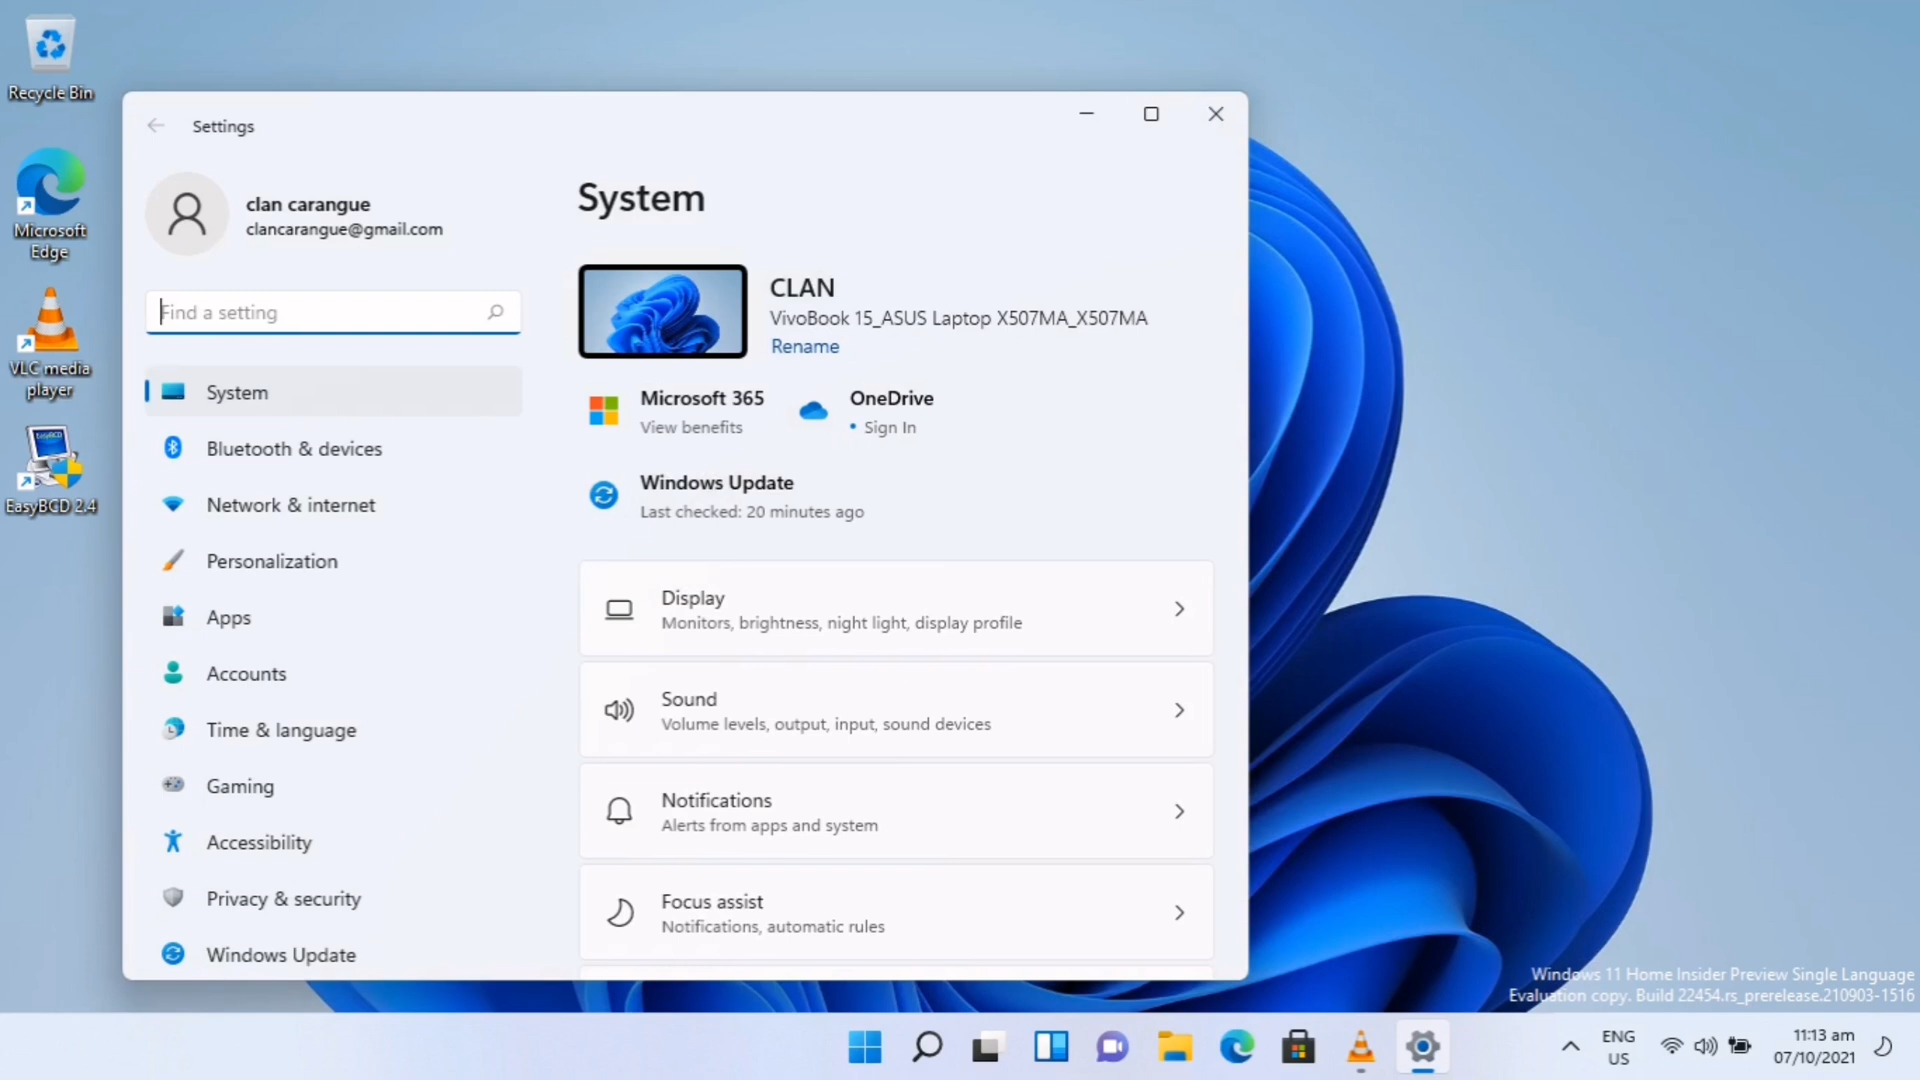 Recycle Bin
Microsoft
Edge
VLC media
player
EasyBCD
EasyBCD 2.4
Settings
clan carangue
clancarangue@gmail.com
Find a setting
System
Bluetooth & devices
Network & internet
Personalization
Apps
Accounts
Time & language
Gaming
Accessibility
Privacy & security
Windows Update
System
CLAN
VivoBook 15_ASUS Laptop X507MA_X507MA
Rename
Microsoft 365
View benefits
OneDrive
• Sign In
Windows Update
Last checked: 20 minutes ago
Display
Monitors, brightness, night light, display profile
Sound
Volume levels, output, input, sound devices
Notifications
Alerts from apps and system
Focus assist
Notifications, automatic rules
Windows 11 Home Insider Preview Single Language
Evaluation copy. Build 22454.rs_prerelease.210903-1516
ENG
US
11:13 am
07/10/2021